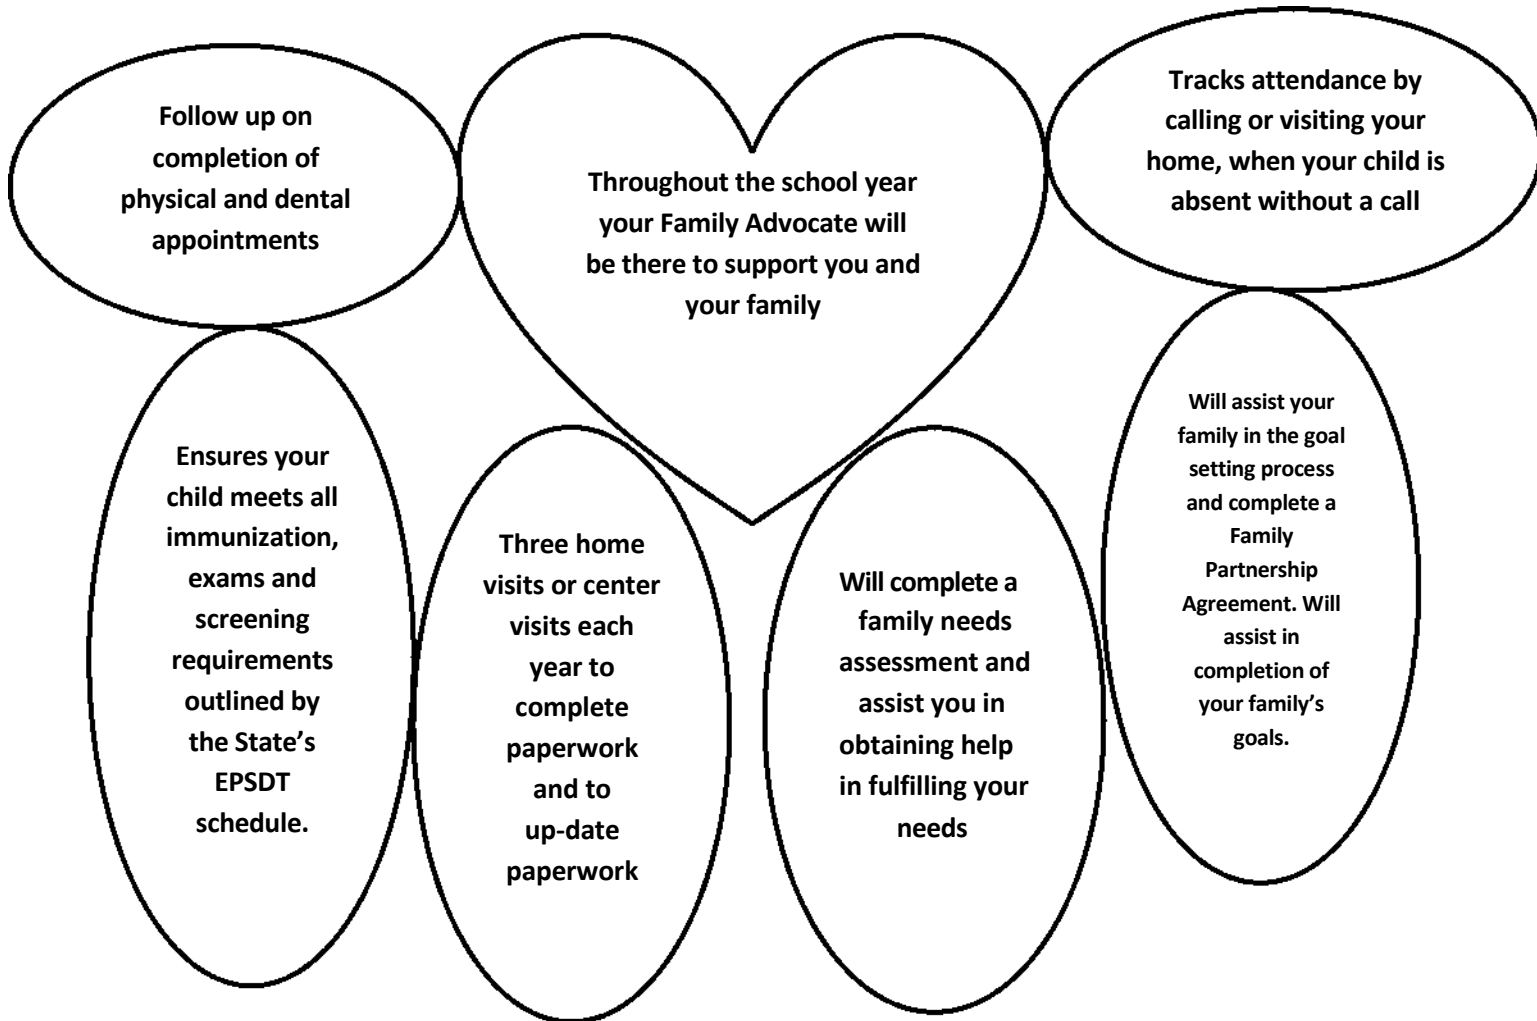 Follow up on
completion of
physical and dental
appointments
Throughout the school year
your Family Advocate will
be there to support you and
your family
Tracks attendance by
calling or visiting your
home, when your child is
absent without a call
Ensures your
child meets all
immunization,
exams and
screening
requirements
outlined by
the State’s
EPSDT
schedule.
Three home
visits or center
visits each
year to
complete
paperwork
and to
up-date
paperwork
Will complete a
family needs
assessment and
assist you in
obtaining help
in fulfilling your
needs
Will assist your
family in the goal
setting process
and complete a
Family
Partnership
Agreement. Will
assist in
completion of
your family’s
goals.